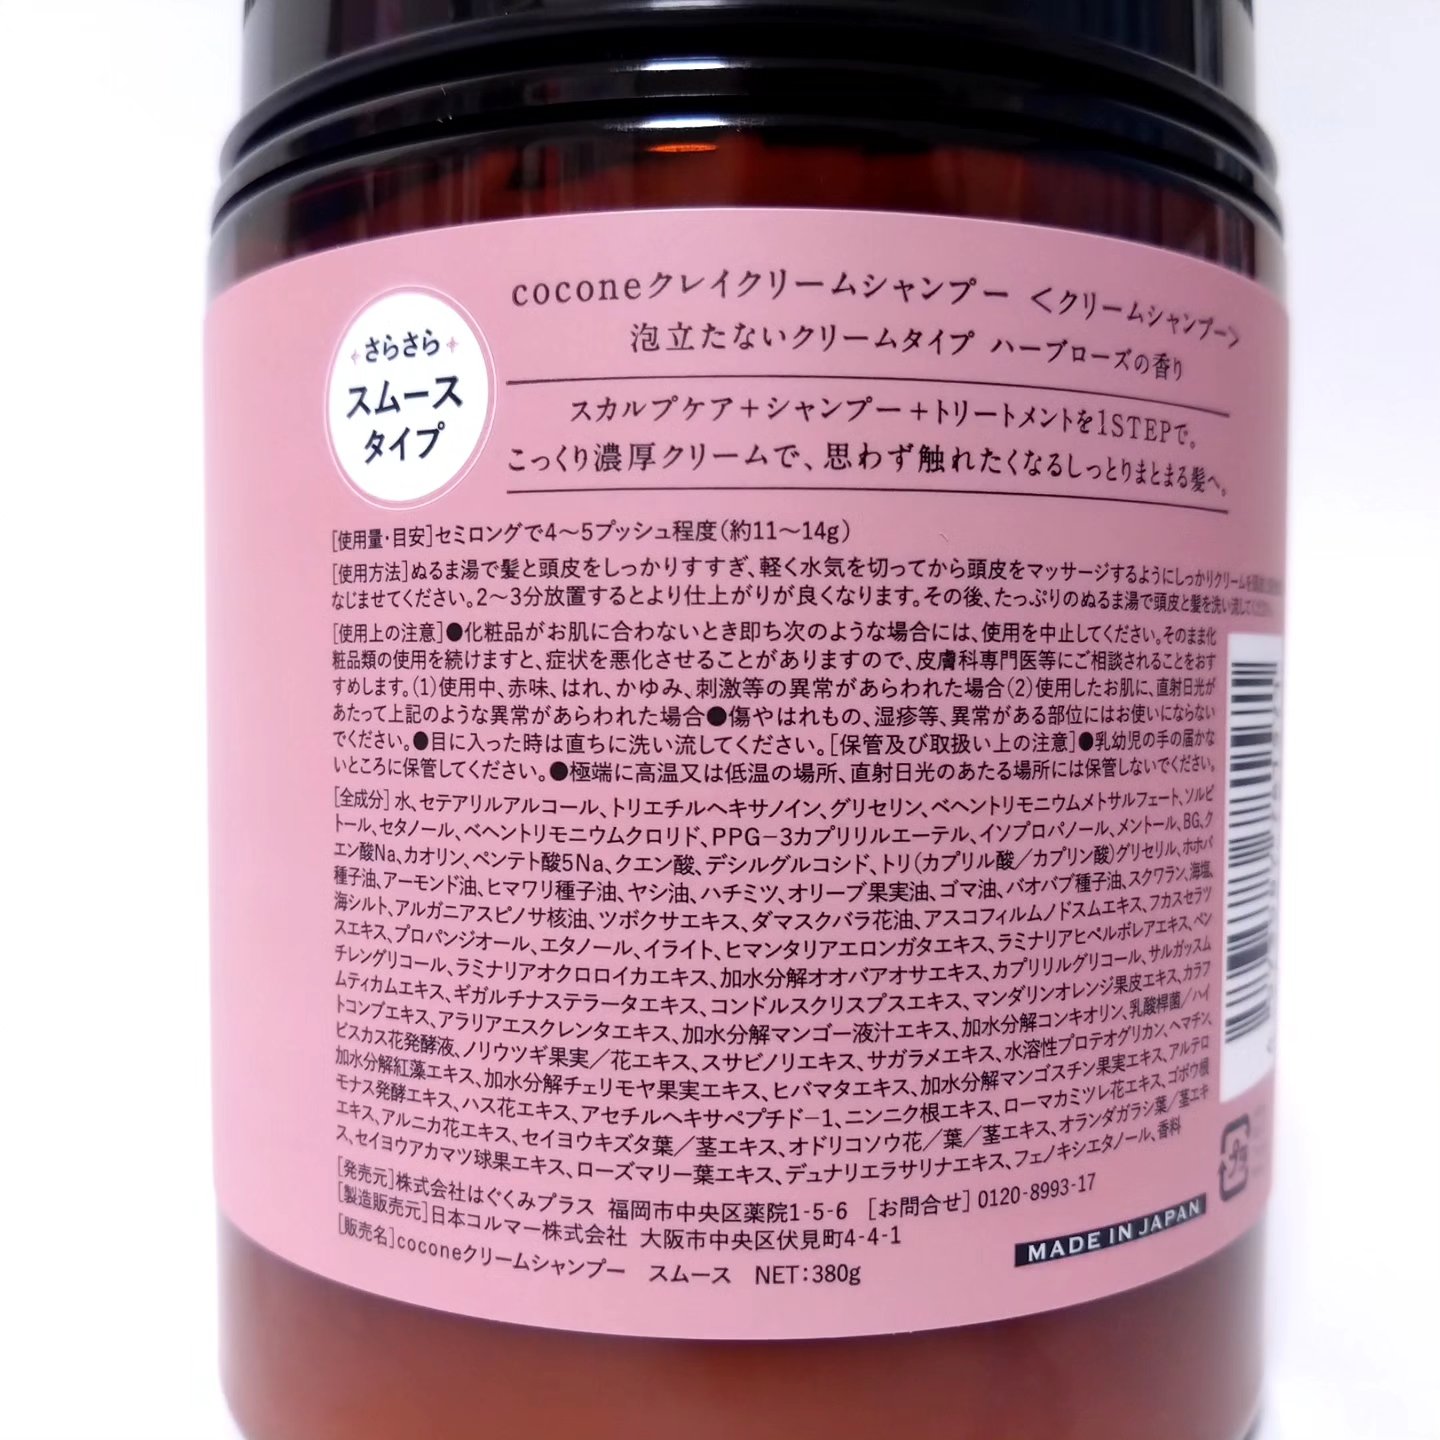 さらさら
スムース
タイプ
coconeクレイクリームシャンプー <クリームシャンプー>
泡立たないクリームタイプ ハーブローズの香り
スカルプケア+シャンプー+トリートメントを1STEPで。
こっくり濃厚クリームで、思わず触れたくなるしっとりまとまる髪へ。
[使用量・目安]セミロングで4〜5プッシュ程度(約11〜14g)
[使用方法]ぬるま湯で髪と頭皮をしっかりすすぎ、軽く水気を切ってから頭皮をマッサージするようにしっかりクリームを
なじませてください。2〜3分放置するとより仕上がりが良くなります。その後、たっぷりのぬるま湯で頭皮と髪を洗い流してください。
[使用上の注意]●化粧品がお肌に合わないとき即ち次のような場合には、使用を中止してください。そのまま化
粧品類の使用を続けますと、症状を悪化させることがありますので、皮膚科専門医等にご相談されることをおす
すめします。(1)使用中、赤味、はれ、かゆみ、刺激等の異常があらわれた場合(2)使用したお肌に、直射日光が
あたって上記のような異常があらわれた場合●傷やはれもの、湿疹等、異常がある部位にはお使いにならない
でください。●目に入った時は直ちに洗い流してください。[保管及び取扱い上の注意]●乳幼児の手の届かな
いところに保管してください。●極端に高温又は低温の場所、直射日光のあたる場所には保管しないでください。
[全成分] 水、セテアリルアルコール、トリエチルヘキサノイン、グリセリン、ベヘントリモニウムメトサルフェート、ソルビ
トール、セタノール、ベヘントリモニウムクロリド、PPG-3カプリリルエーテル、イソプロパノール、メントール、BG、ク
エン酸Na、カオリン、ペンテト酸5Na、クエン酸、デシルグルコシド、トリ(カプリル酸/カプリン酸)グリセリル、ホホバ
種子油、アーモンド油、ヒマワリ種子油、ヤシ油、ハチミツ、オリーブ果実油、ゴマ油、バオバブ種子油、スクワラン、海塩、
海シルト、アルガニアスピノサ核油、ツボクサエキス、ダマスクバラ花油、アスコフィルムノドスムエキス、フカスセラツ
スエキス、プロパンジオール、エタノール、イライト、ヒマンタリアエロンガタエキス、ラミナリアヒペルボレアエキス、ペン
チレングリコール、ラミナリアオクロロイカエキス、加水分解オオバアオサエキス、カプリリルグリコール、サルガッスム
ムティカムエキス、ギガルチナステラータエキス、コンドルスクリスプスエキス、マンダリンオレンジ果皮エキス、カラフ
トコンブエキス、アラリアエスクレンタエキス、加水分解マンゴー液汁エキス、加水分解コンキオリン、乳酸桿菌/ハイ
ビスカス花発酵液、ノリウツギ果実/花エキス、スサビノリエキス、サガラメエキス、水溶性プロテオグリカン、ヘマチン、
加水分解紅藻エキス、加水分解チェリモヤ果実エキス、ヒバマタエキス、加水分解マンゴスチン果実エキス、アルテロ
モナス発酵エキス、ハス花エキス、アセチルヘキサペプチド-1、ニンニク根エキス、ローマカミツレ花エキス、ゴボウ根
エキス、アルニカ花エキス、セイヨウキズタ葉/茎エキス、オドリコソウ花/葉/茎エキス、オランダガラシ葉/茎エキ
ス、セイヨウアカマツ球果エキス、ローズマリー葉エキス、デュナリエラサリナエキス、フェノキシエタノール、香料
[発売元]株式会社はぐくみプラス 福岡市中央区薬院1-5-6 [お問合せ] 0120-8993-17
[製造販売元]日本コルマー株式会社 大阪市中央区伏見町4-4-1
[販売名]coconeクリームシャンプー スムース NET:380g
MADE IN JAPAN